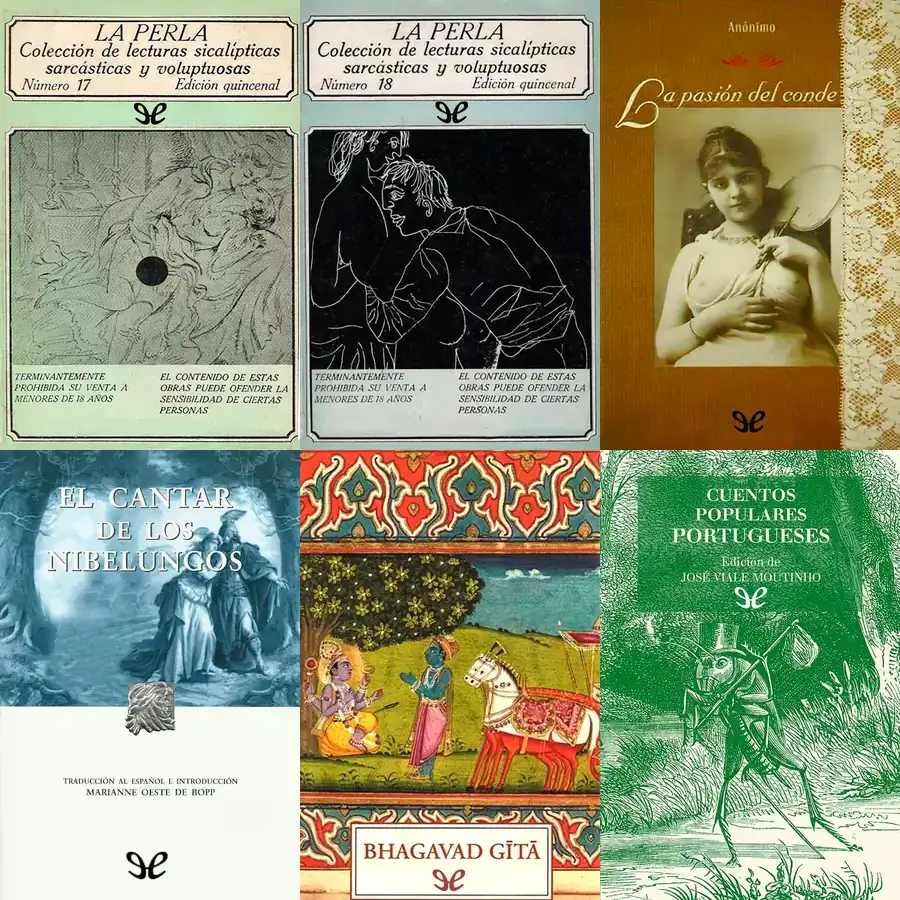 LA PERLA
Colección de lecturas sicalípticas
sarcásticas y voluptuosas
Número 17 Edición quincenal
TERMINANTEMENTE
PROHIBIDA SU VENTA A
MENORES DE 18 AÑOS
EL CONTENIDO DE ESTAS
OBRAS PUEDE OFENDER LA
SENSIBILIDAD DE CIERTAS
PERSONAS
LA PERLA
Colección de lecturas sicalípticas
sarcásticas y voluptuosas
Número 18 Edición quincenal
TERMINANTEMENTE
PROHIBIDA SU VENTA A
MENORES DE 18 AÑOS
EL CONTENIDO DE ESTAS
OBRAS PUEDE OFENDER LA
SENSIBILIDAD DE CIERTAS
PERSONAS
Anónimo
La pasión del conde
EL CANTAR
DE LOS
NIBELUNGOS
TRADUCCIÓN AL ESPAÑOL E INTRODUCCIÓN
MARIANNE OESTE DE BOPP
BHAGAVAD GĪTĀ
CUENTOS
POPULARES
PORTUGUESES
Edición de
JOSÉ VIALE MOUTINHO